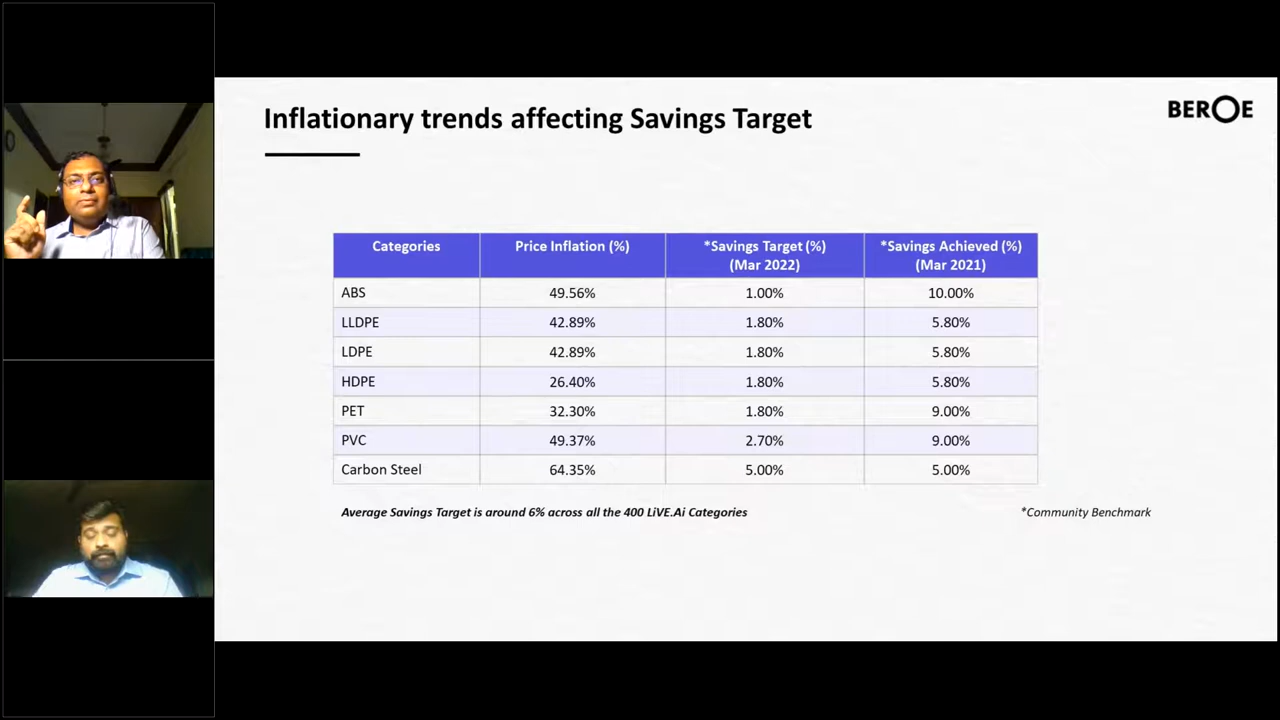 Inflationary trends affecting Savings Target
BEROE
Categories Price Inflation (%) *Savings Target (%) (Mar 2022) *Savings Achieved (%) (Mar 2021)
ABS 49.56% 1.00% 10.00%
LLDPE 42.89% 1.80% 5.80%
LDPE 42.89% 1.80% 5.80%
HDPE 26.40% 1.80% 5.80%
PET 32.30% 1.80% 9.00%
PVC 49.37% 2.70% 9.00%
Carbon Steel 64.35% 5.00% 5.00%
Average Savings Target is around 6% across all the 400 LiVE.Ai Categories
*Community Benchmark